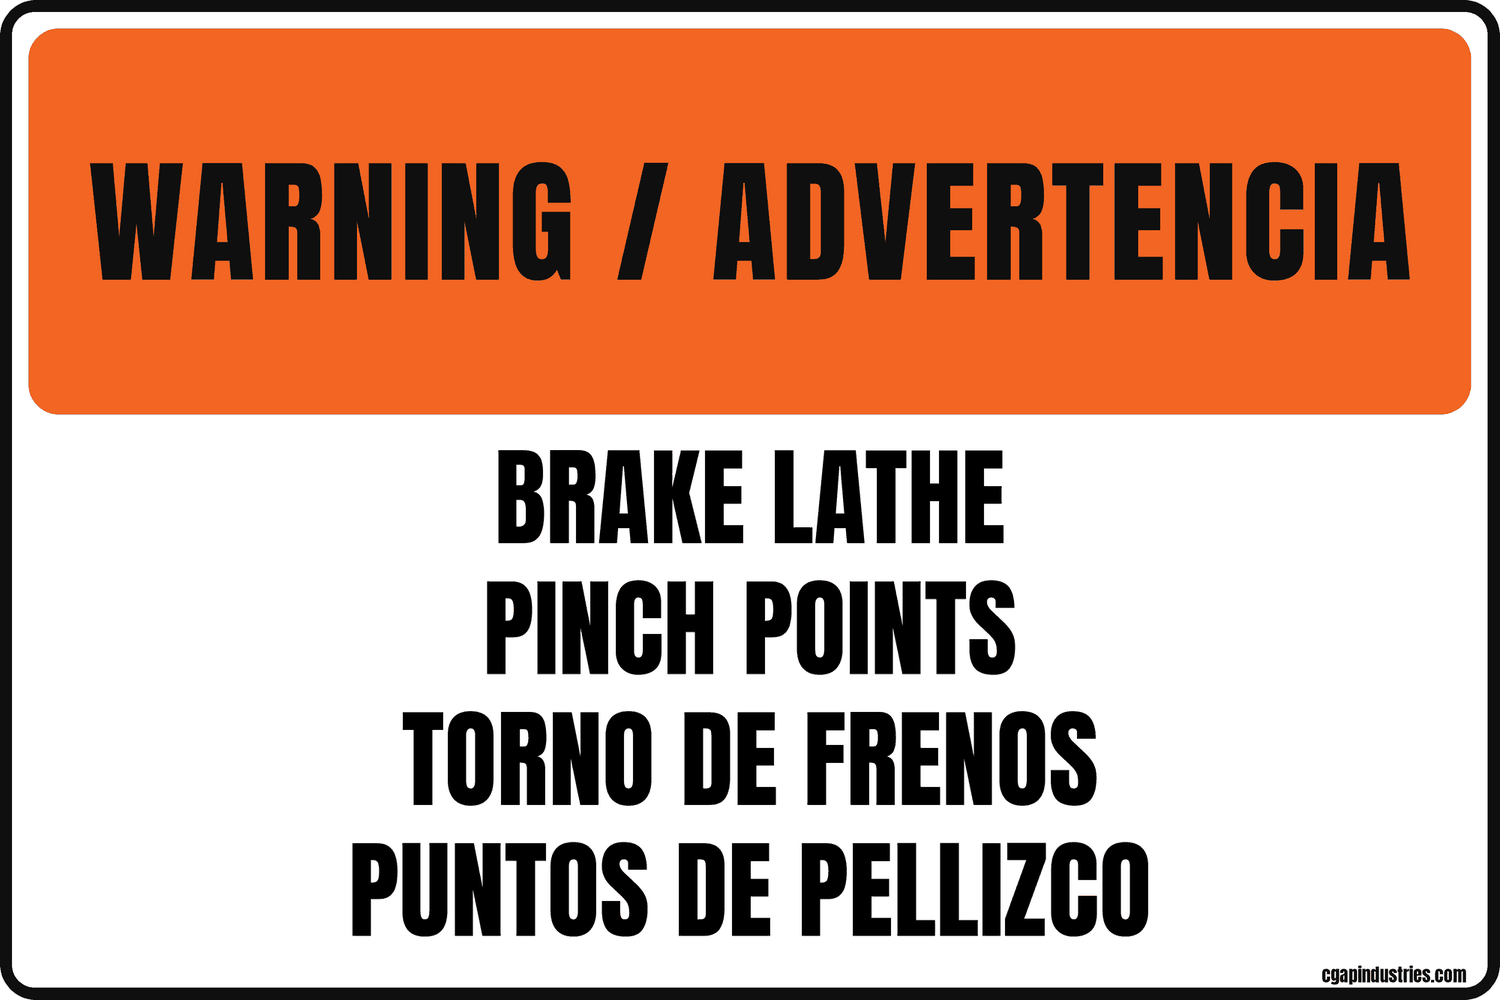 WARNING / ADVERTENCIA
BRAKE LATHE
PINCH POINTS
TORNO DE FRENOS
PUNTOS DE PELLIZCO
cgapindustries.com